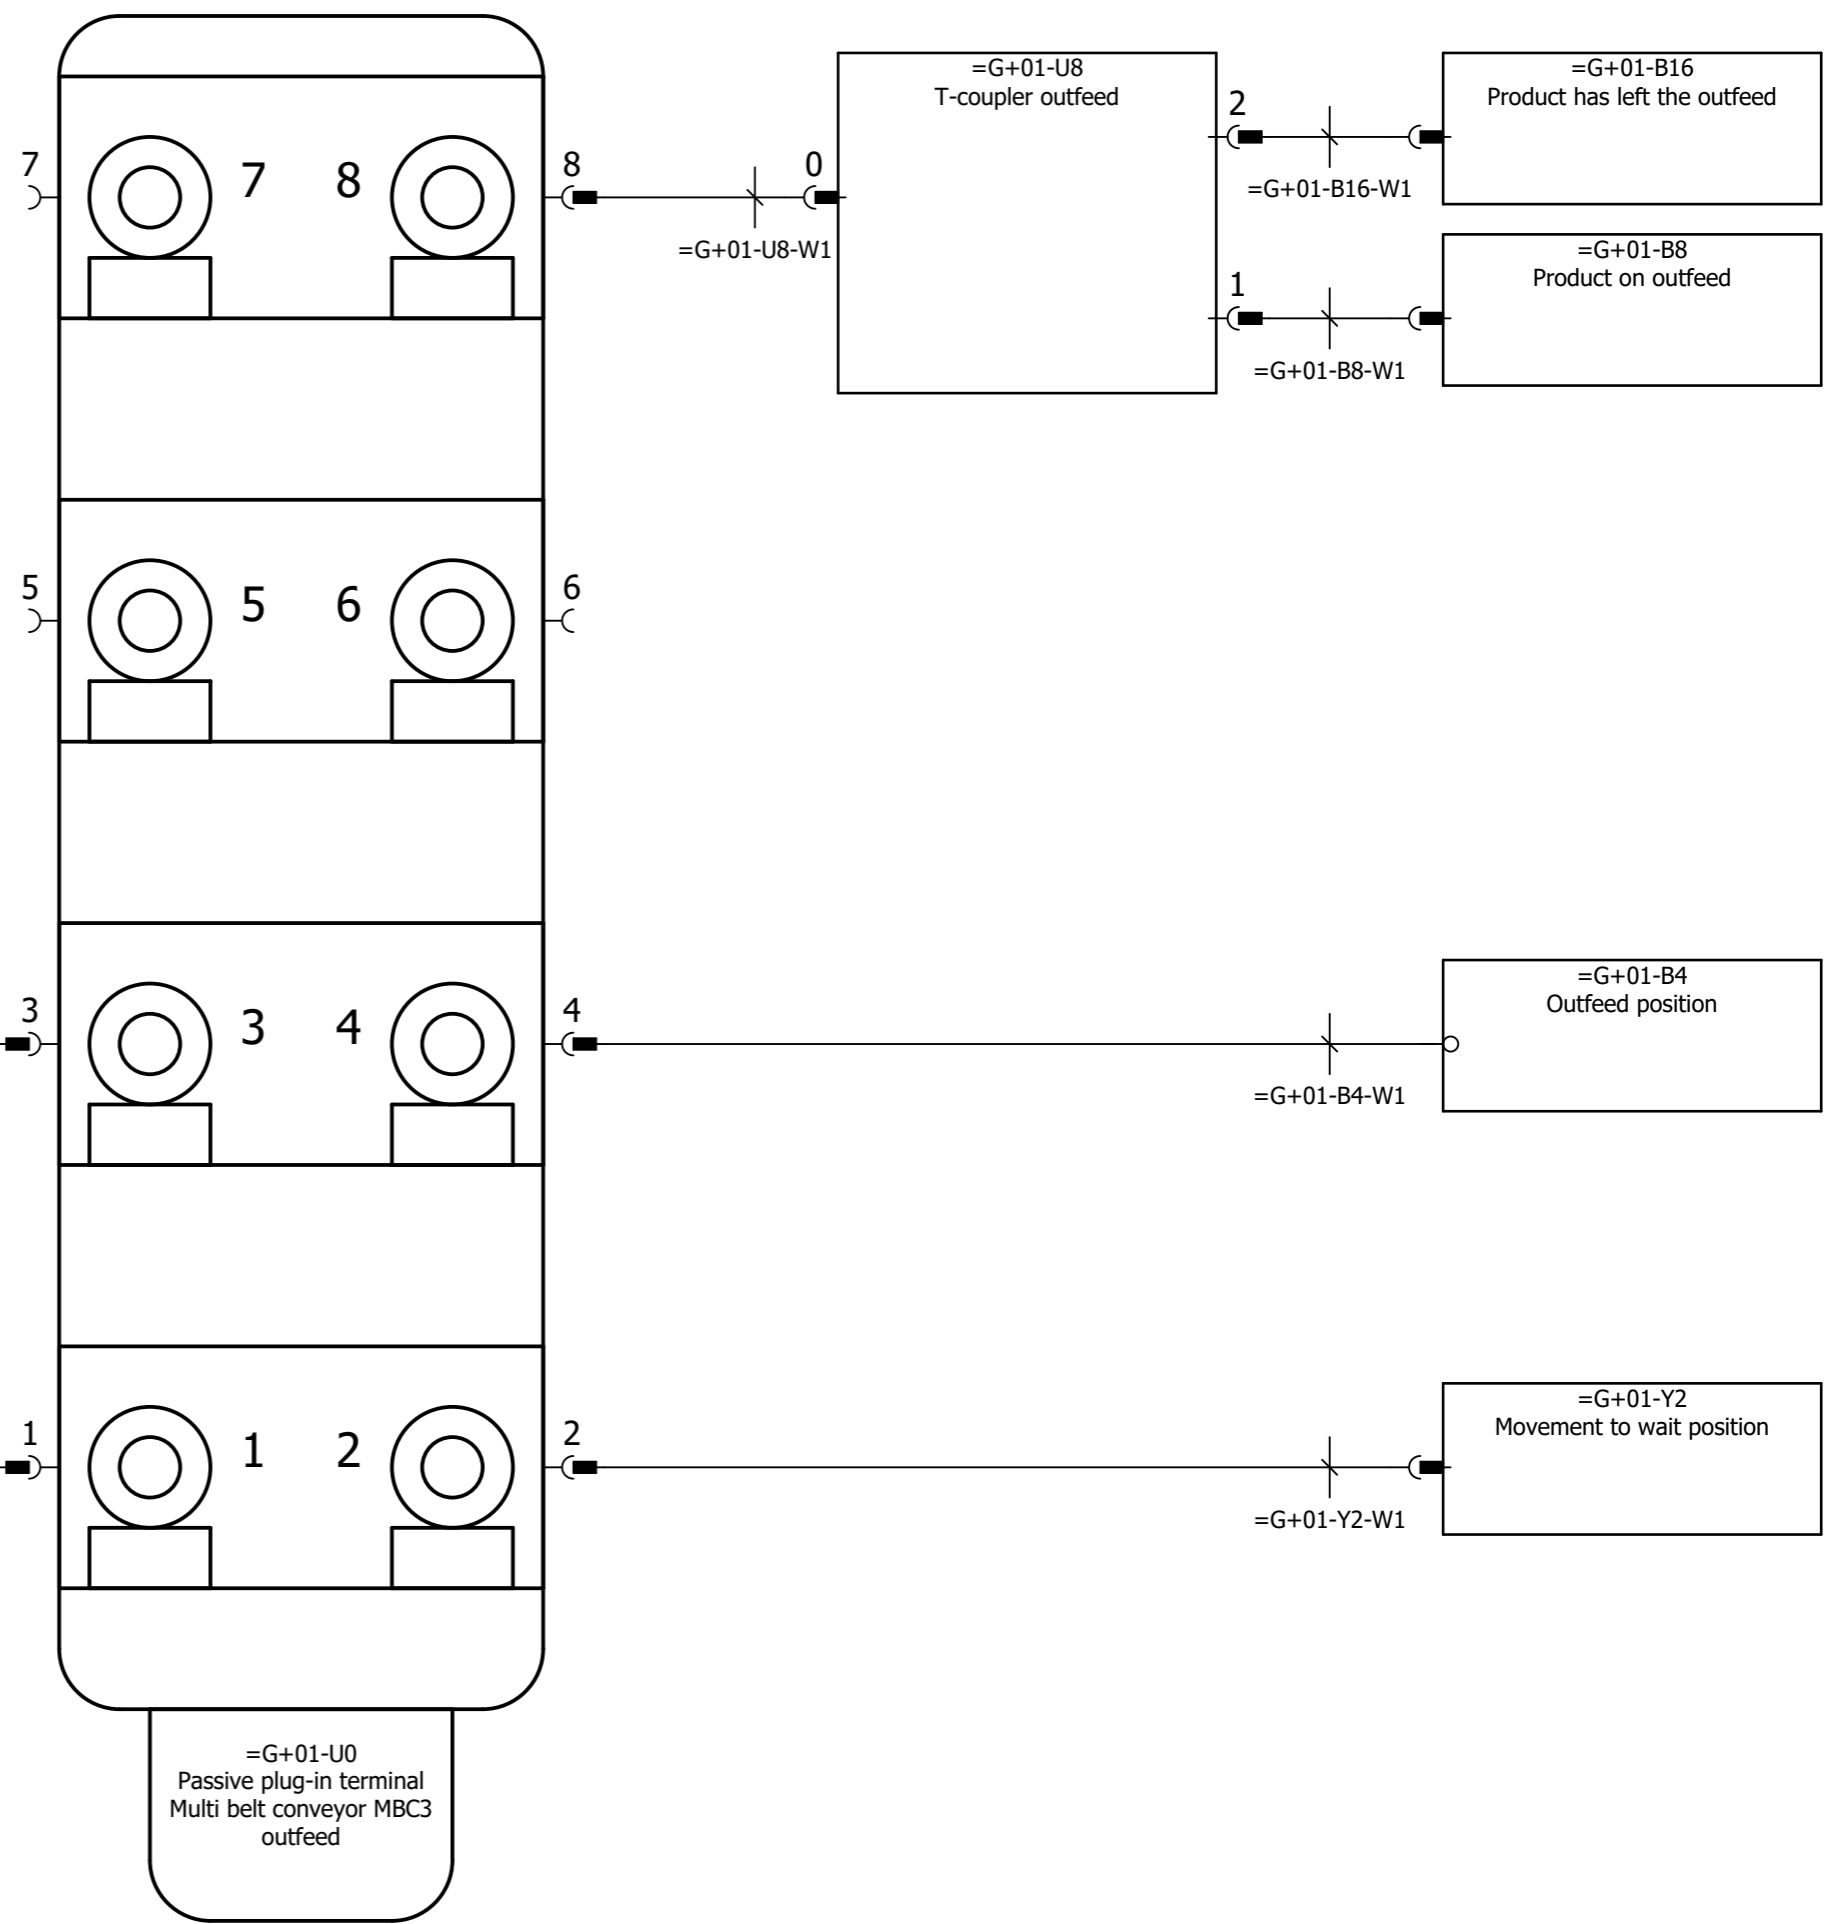 =G+01-U8
T-coupler outfeed
=G+01-B16
Product has left the outfeed
2
=G+01-B16-W1
7
7
8
8
0
=G+01-U8-W1
=G+01-B8
Product on outfeed
1
=G+01-B8-W1
5
5
6
6
3
3
4
4
=G+01-B4
Outfeed position
=G+01-B4-W1
1
1
2
2
=G+01-Y2
Movement to wait position
=G+01-Y2-W1
=G+01-U0
Passive plug-in terminal
Multi belt conveyor MBC3
outfeed